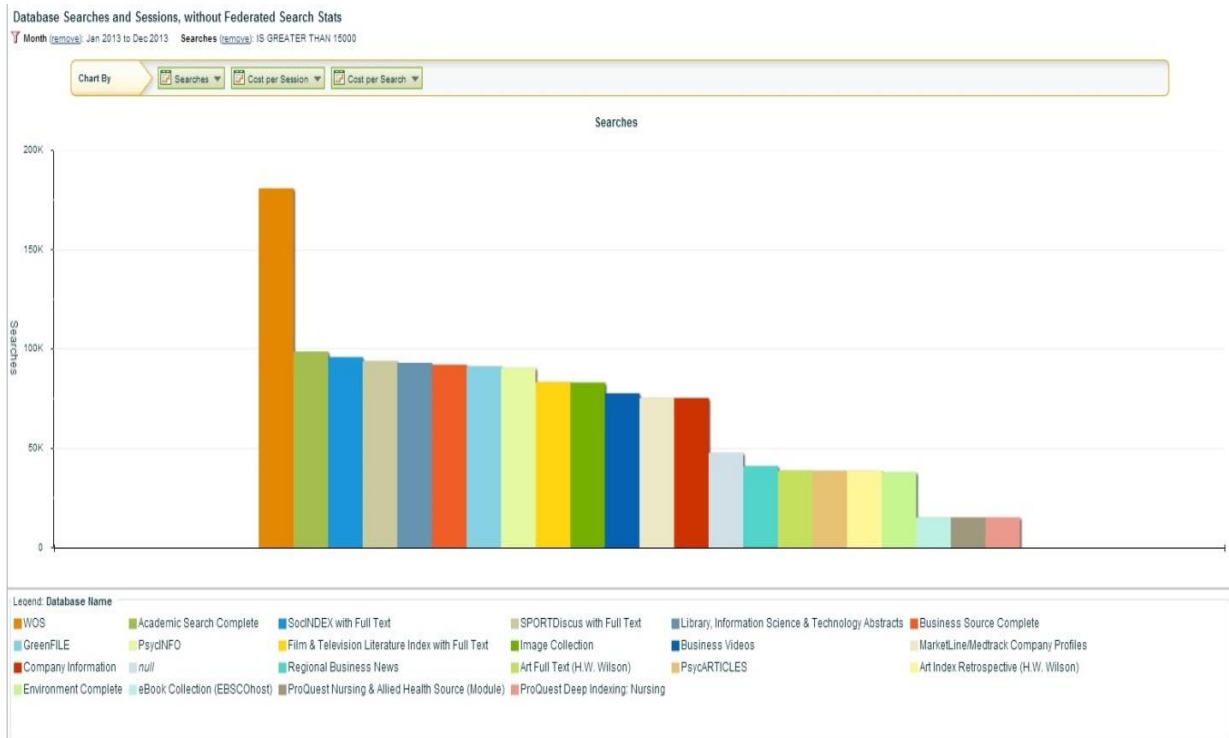 Database Searches and Sessions, without Federated Search Stats
Month (remove): Jan 2013 to Dec 2013 Searches (remove): IS GREATER THAN 15000
Chart By Searches Cost per Session Cost per Search
Searches
200K
150K
100K
50K
0
Searches
Legend: Database Name
WOS Academic Search Complete SocINDEX with Full Text SPORTDiscus with Full Text Library, Information Science & Technology Abstracts Business Source Complete
GreenFILE PsycINFO Film & Television Literature Index with Full Text Image Collection Business Videos MarketLine/Medtrack Company Profiles
Company Information null Regional Business News Art Full Text (H.W. Wilson) PsycARTICLES Art Index Retrospective (H.W. Wilson)
Environment Complete eBook Collection (EBSCOhost) ProQuest Nursing & Allied Health Source (Module) ProQuest Deep Indexing: Nursing